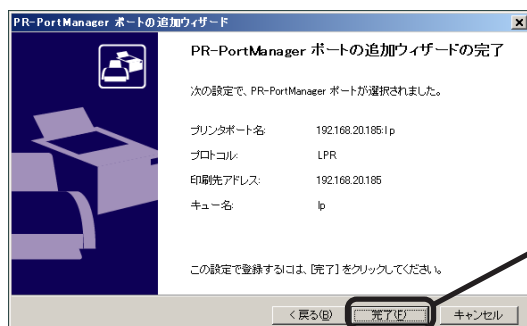 PR-PortManager ポートの追加ウィザード
PR-PortManager ポートの追加ウィザードの完了
次の設定で、PR-PortManager ポートが選択されました。
プリンタポート名: 192.168.20.185:lp
プロトコル: LPR
印刷先アドレス: 192.168.20.185
キュー名: lp
この設定で登録するには、[完了] をクリックしてください。
< 戻る(B) 完了(F) キャンセル